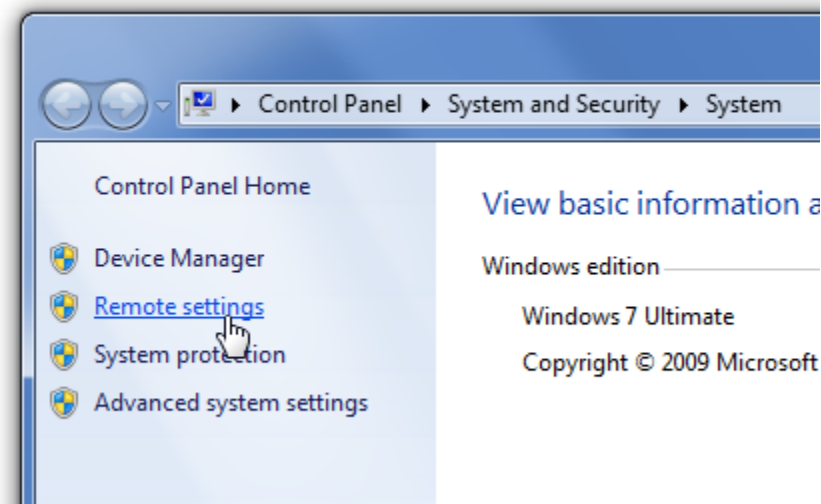 Control Panel System and Security System
Control Panel Home
View basic information
Device Manager
Windows edition
Remote settings
Windows 7 Ultimate
System protection
Copyright © 2009 Microsoft
Advanced system settings